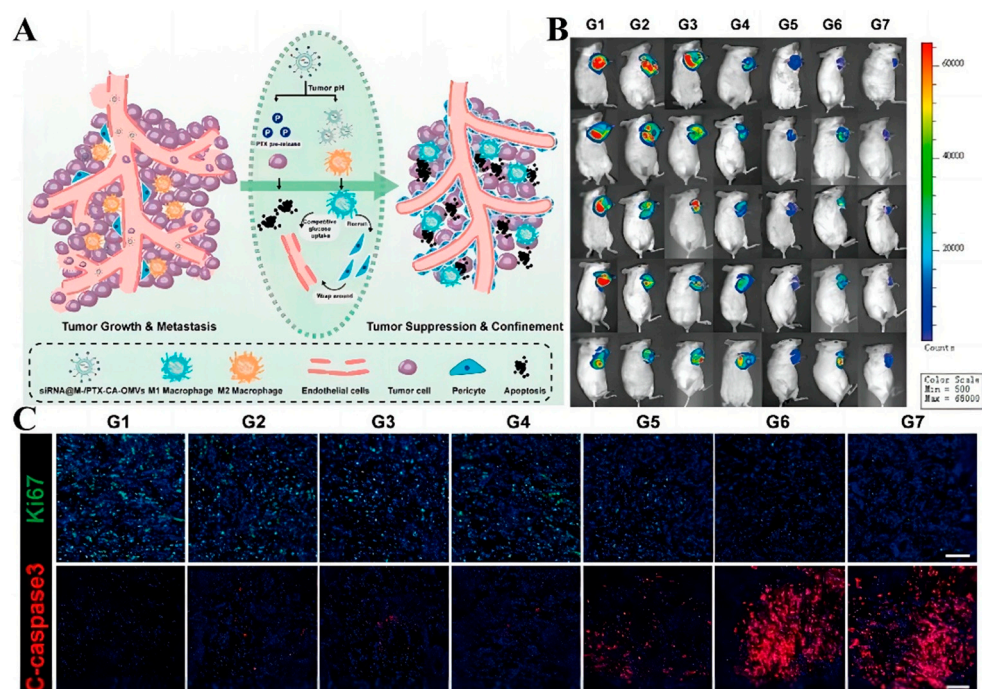 A
Tumor pH
P
P P
PTX pre-release
Competitive
glucose
uptake
Recruit
Wrap around
Tumor Growth & Metastasis
Tumor Suppression & Confinement
siRNA@M-/PTX-CA-OMVs
M1 Macrophage
M2 Macrophage
Endothelial cells
Tumor cell
Pericyte
Apoptosis
B
G1 G2 G3 G4 G5 G6 G7
60000
40000
20000
Counts
Color Scale
Min = 500
Max = 68000
C
G1 G2 G3 G4 G5 G6 G7
Ki67
C-caspase3